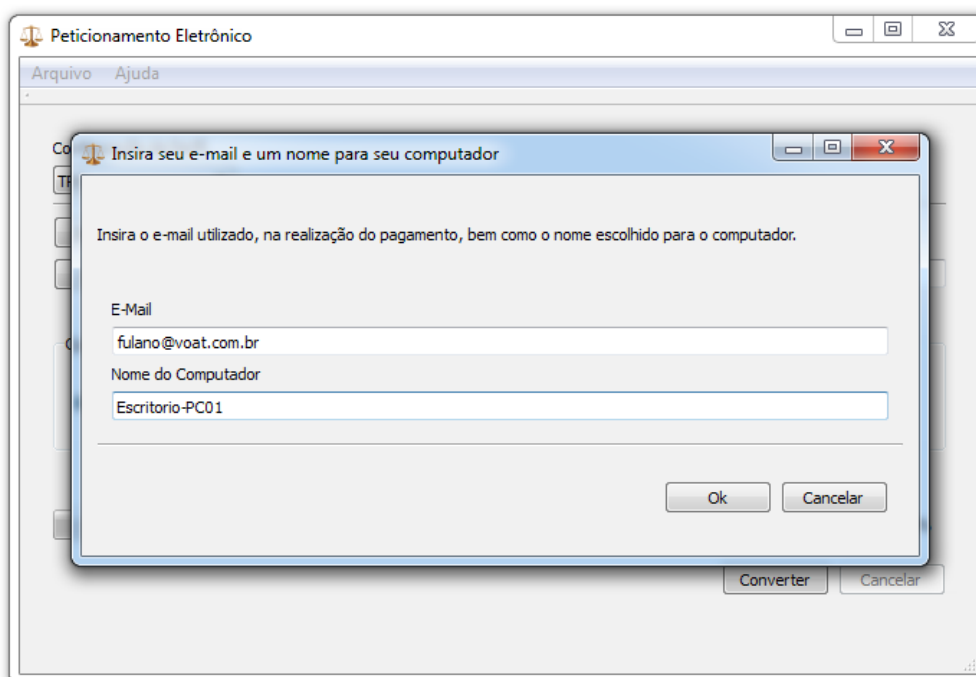 Peticionamento Eletrônico
Arquivo Ajuda
Insira seu e-mail e um nome para seu computador
Insira o e-mail utilizado, na realização do pagamento, bem como o nome escolhido para o computador.
E-Mail
fulano@voat.com.br
Nome do Computador
Escritorio-PC01
Ok Cancelar
Converter Cancelar